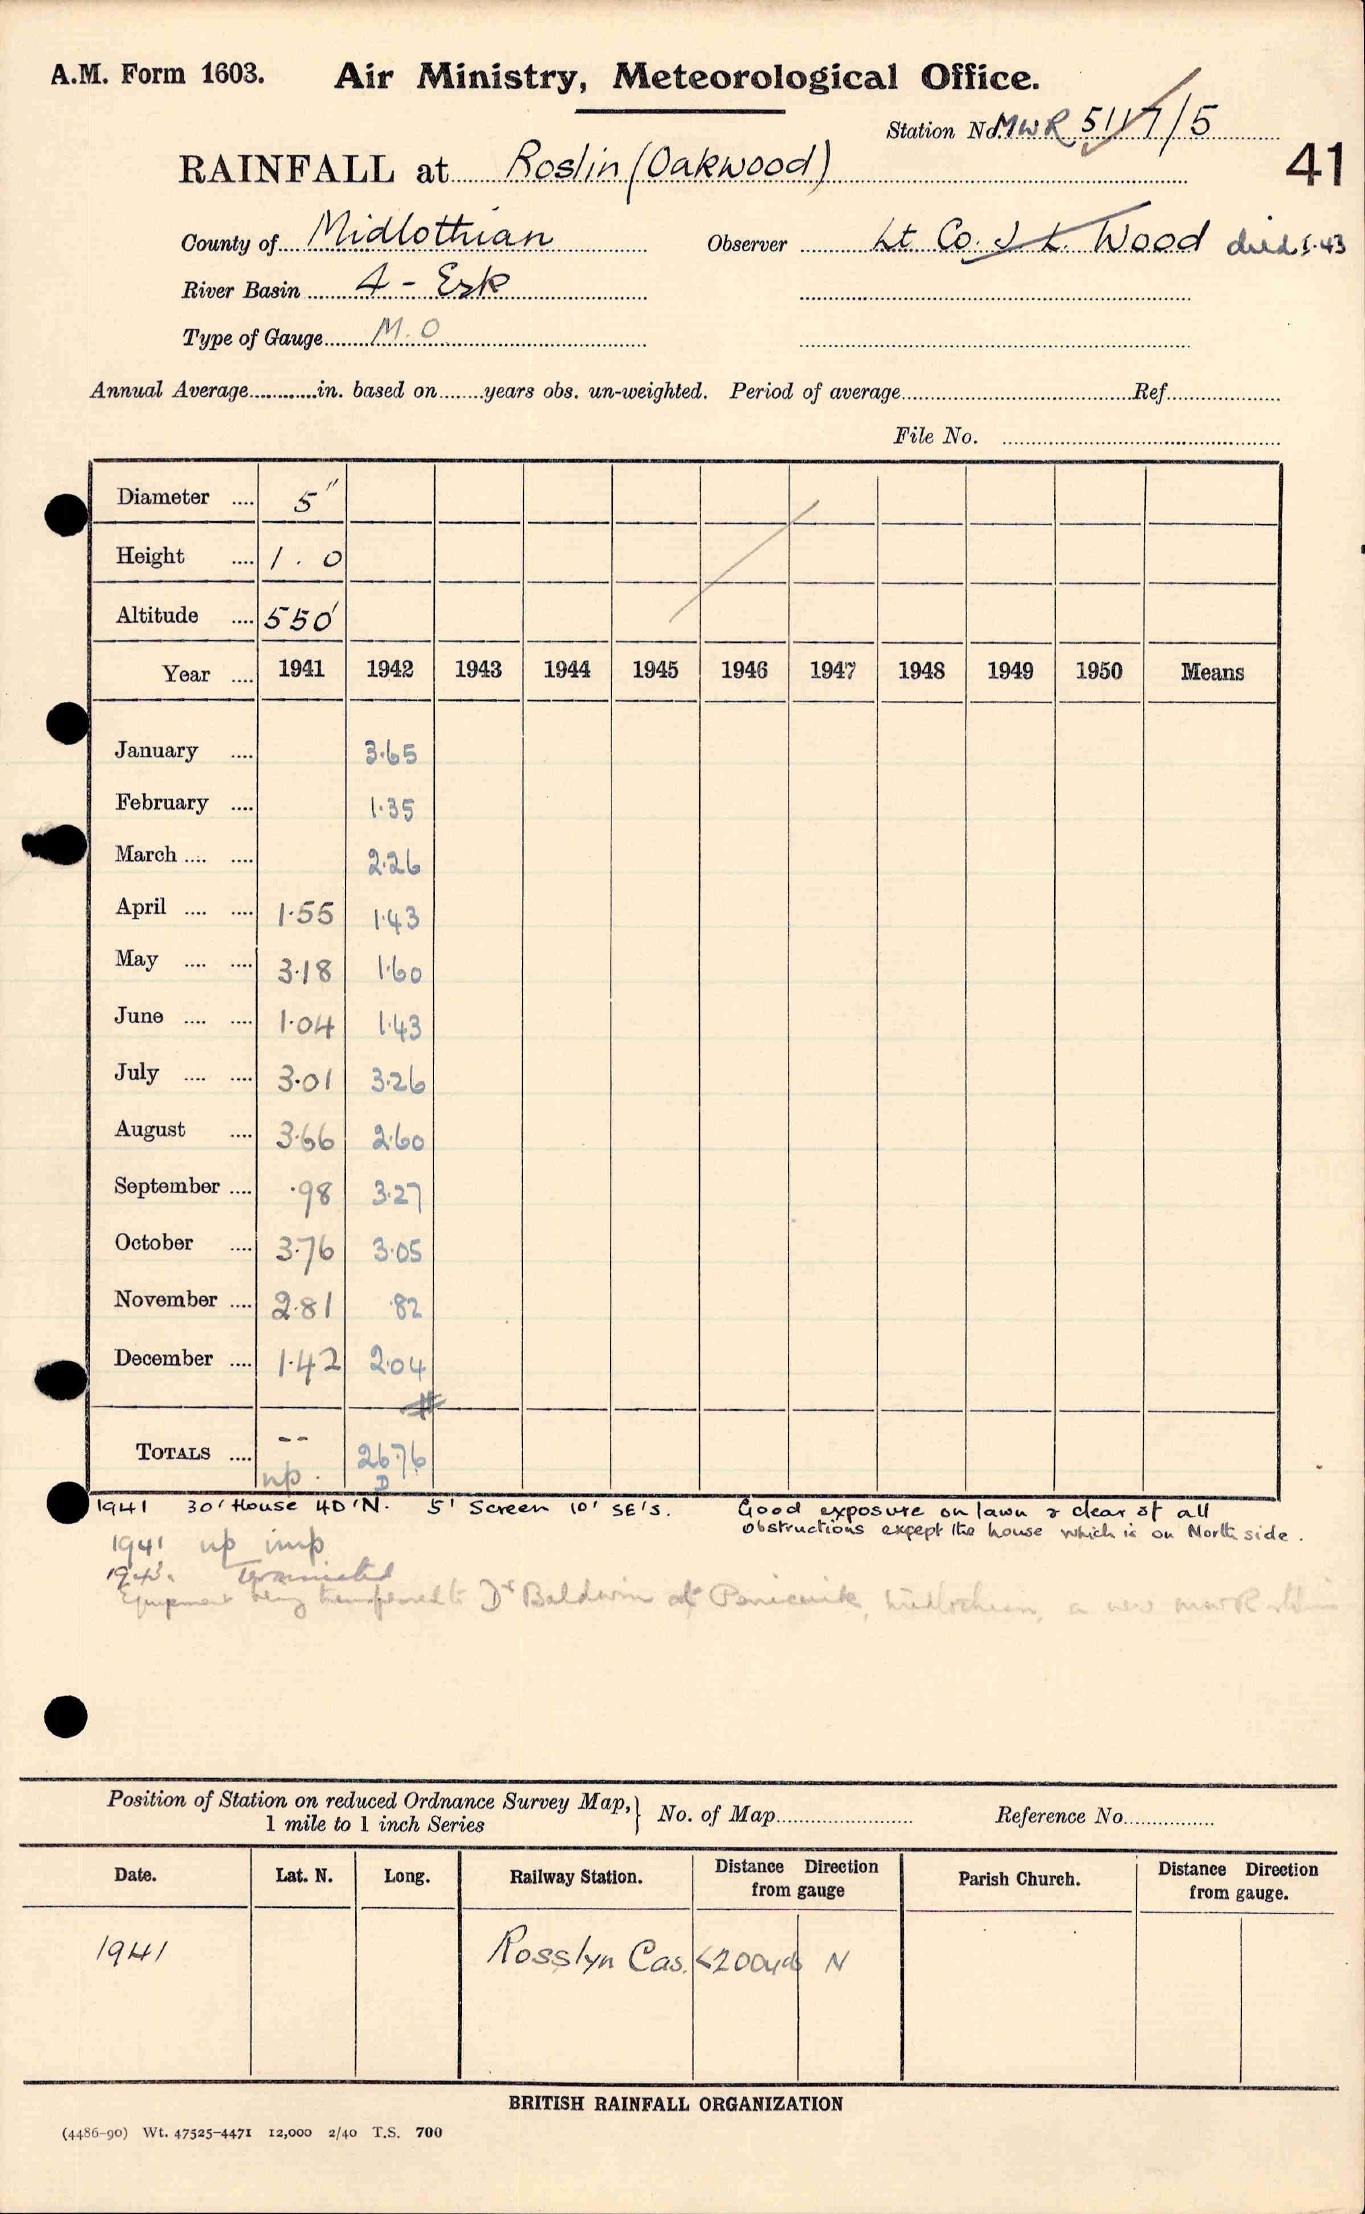 A.M. Form 1603. Air Ministry, Meteorological Office.
Station No. MWR 5117/5
41
RAINFALL at Roslin (Oakwood)
County of Midlothian Observer Lt. Co. J. L. Wood died 1.43
River Basin 4 - Esk
Type of Gauge M.O
Annual Average in. based on years obs. un-weighted. Period of average Ref.
File No.
Diameter 5"
Height 1. 0
Altitude 550'
Year 1941 1942 1943 1944 1945 1946 1947 1948 1949 1950 Means
January 3.65
February 1.35
March 2.26
April 1.55 1.43
May 3.18 1.60
June 1.04 1.43
July 3.01 3.26
August 3.66 2.60
September .98 3.27
October 3.76 3.05
November 2.81 .82
December 1.42 2.04
#
TOTALS -- 26.76
np. D
1941 30' House 40'N. 5' Screen 10' SE's. Good exposure on lawn & clear of all
obstructions except the house which is on North side.
1941 np imp
1943. Terminated
Equipment being transferred to Dr Baldwin at Penicuik, Midlothian, a new MWR
Position of Station on reduced Ordnance Survey Map, } No. of Map Reference No.
1 mile to 1 inch Series
Date. Lat. N. Long. Railway Station. Distance Direction Parish Church. Distance Direction
from gauge from gauge.
1941 Rosslyn Cas. <200yds N
BRITISH RAINFALL ORGANIZATION
(4486-90) Wt. 47525-4471 12,000 2/40 T.S. 700